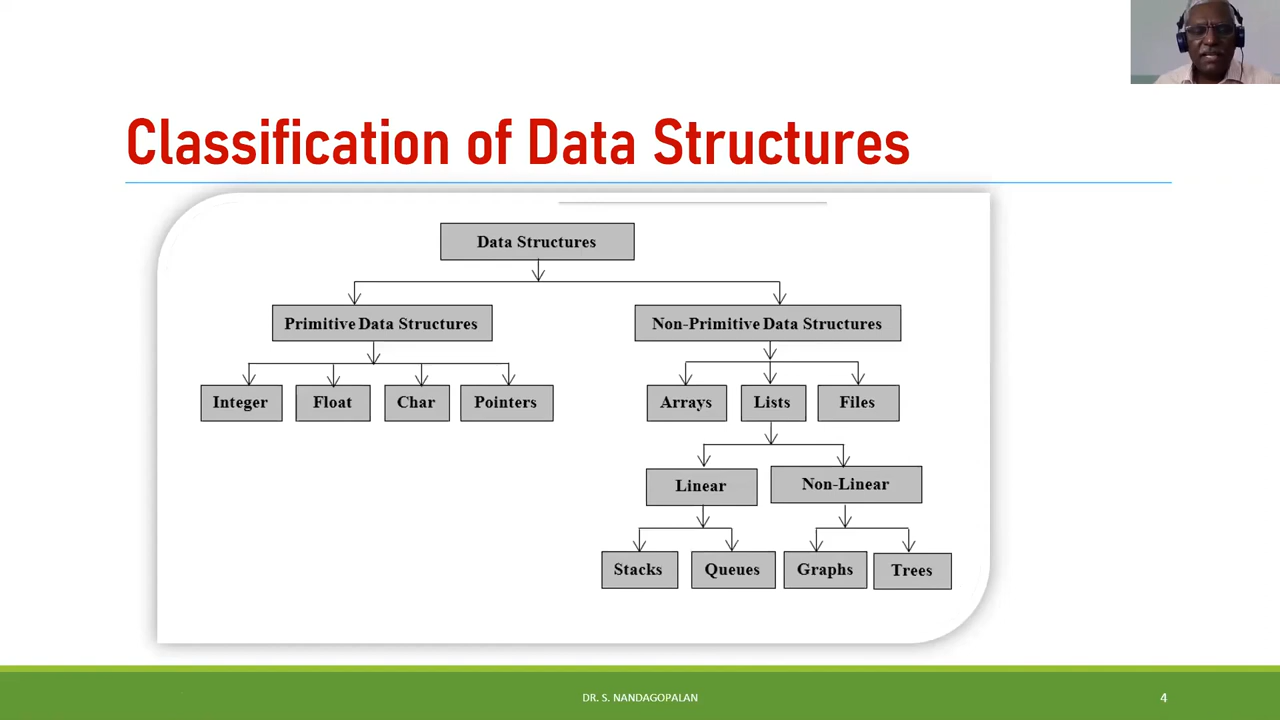 Classification of Data Structures
Data Structures
Primitive Data Structures
Non-Primitive Data Structures
Integer
Float
Char
Pointers
Arrays
Lists
Files
Linear
Non-Linear
Stacks
Queues
Graphs
Trees
DR. S. NANDAGOPALAN
4